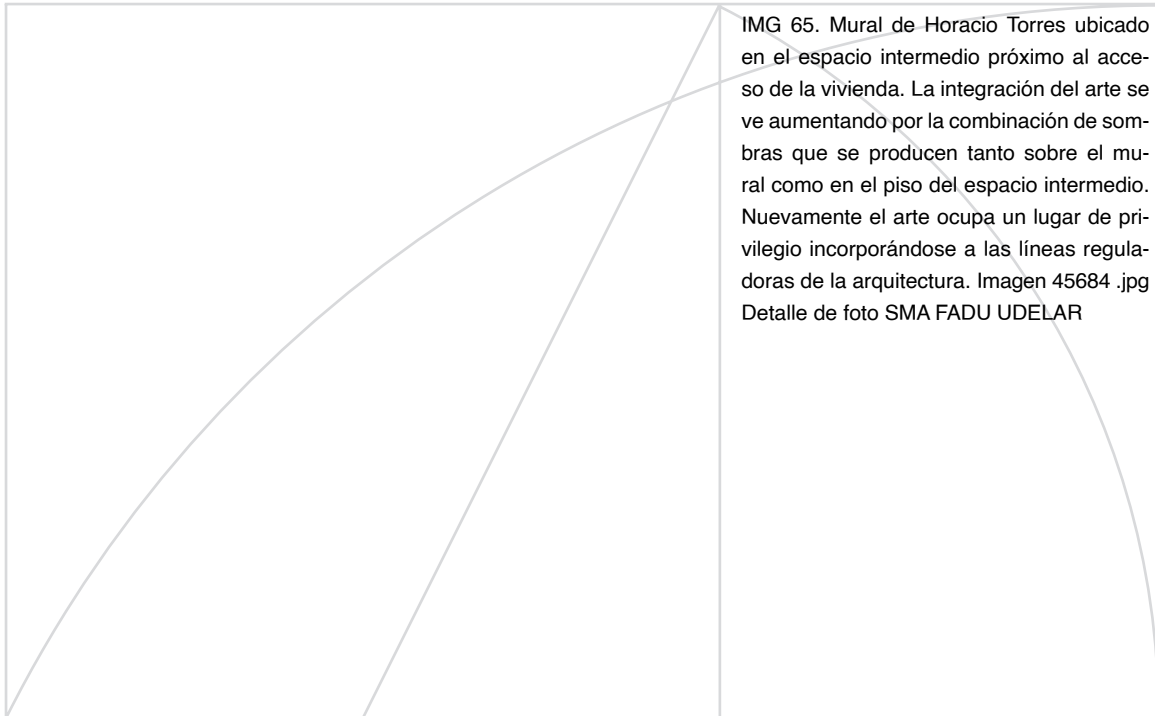 IMG 65. Mural de Horacio Torres ubicado
en el espacio intermedio próximo al acce-
so de la vivienda. La integración del arte se
ve aumentando por la combinación de som-
bras que se producen tanto sobre el mu-
ral como en el piso del espacio intermedio.
Nuevamente el arte ocupa un lugar de pri-
vilegio incorporándose a las líneas regula-
doras de la arquitectura. Imagen 45684 .jpg
Detalle de foto SMA FADU UDELAR